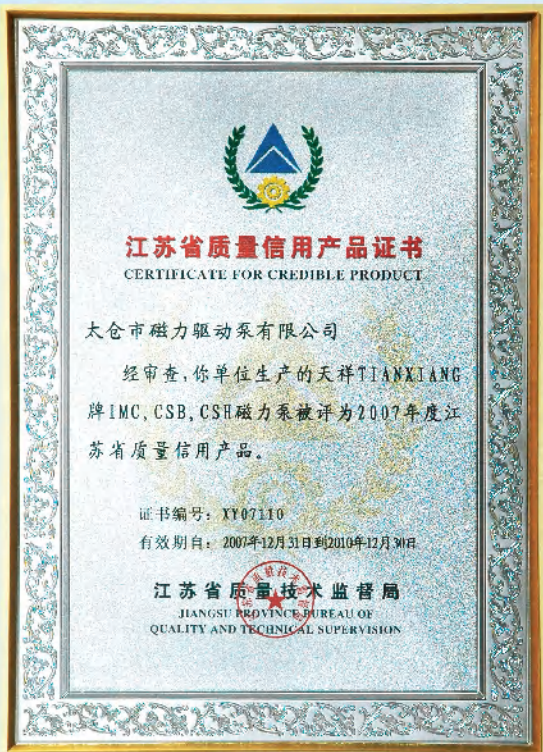 江苏省质量信用产品证书
CERTIFICATE FOR CREDIBLE PRODUCT
太仓市磁力驱动泵有限公司
经审查,你单位生产的天祥TIANXIANG
牌IMC,CSB,CSH磁力泵被评为2007年度江
苏省质量信用产品。
证书编号：XY07110
有效期自：2007年12月31日到2010年12月30日
江苏省质量技术监督局
JIANGSU PROVINCE BUREAU OF
QUALITY AND TECHNICAL SUPERVISION